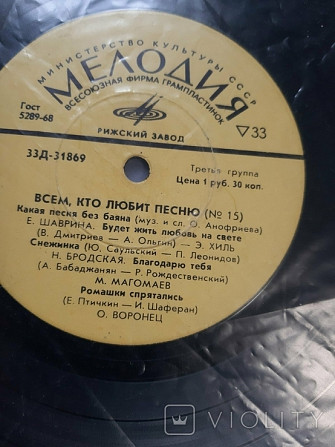 МИНИСТЕРСТВО КУЛЬТУРЫ СССР
МЕЛОДИЯ
ВСЕСОЮЗНАЯ ФИРМА ГРАМПЛАСТИНОК
Гост
5289-68
▽33
РИЖСКИЙ ЗАВОД
33Д-31869
Третья группа
Цена 1 руб. 30 коп.
ВСЕМ, КТО ЛЮБИТ ПЕСНЮ (№ 15)
Какая песня без баяна (муз. и сл. О. Анофриева)
Е. ШАВРИНА. Будет жить любовь на свете
(В. Дмитриев — А. Ольгин) — Э. ХИЛЬ
Снежинка (Ю. Саульский — П. Леонидов)
Н. БРОДСКАЯ. Благодарю тебя
(А. Бабаджанян — Р. Рождественский)
М. МАГОМАЕВ
Ромашки спрятались
(Е. Птичкин — И. Шаферан)
О. ВОРОНЕЦ
VIOLITY